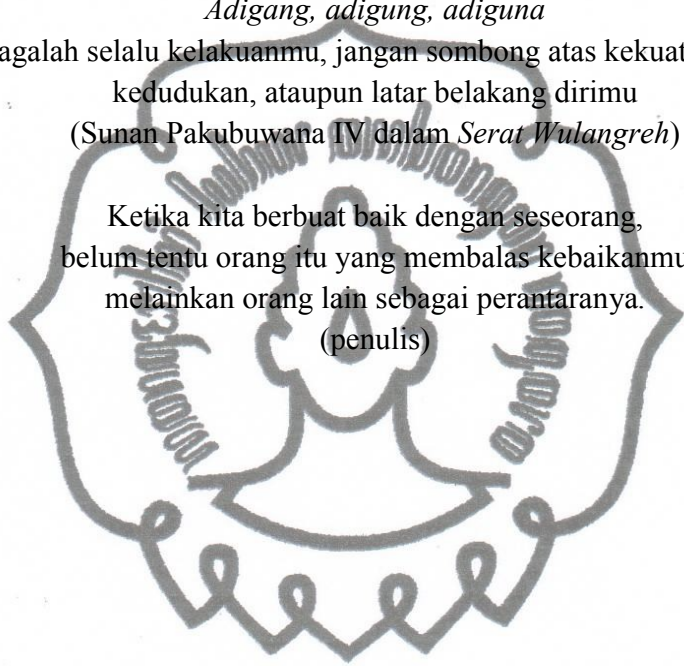 Adigang, adigung, adiguna
agalah selalu kelakuanmu, jangan sombong atas kekuat
kedudukan, ataupun latar belakang dirimu
(Sunan Pakubuwana IV dalam Serat Wulangreh)
Ketika kita berbuat baik dengan seseorang,
belum tentu orang itu yang membalas kebaikanmu
melainkan orang lain sebagai perantaranya.
(penulis)